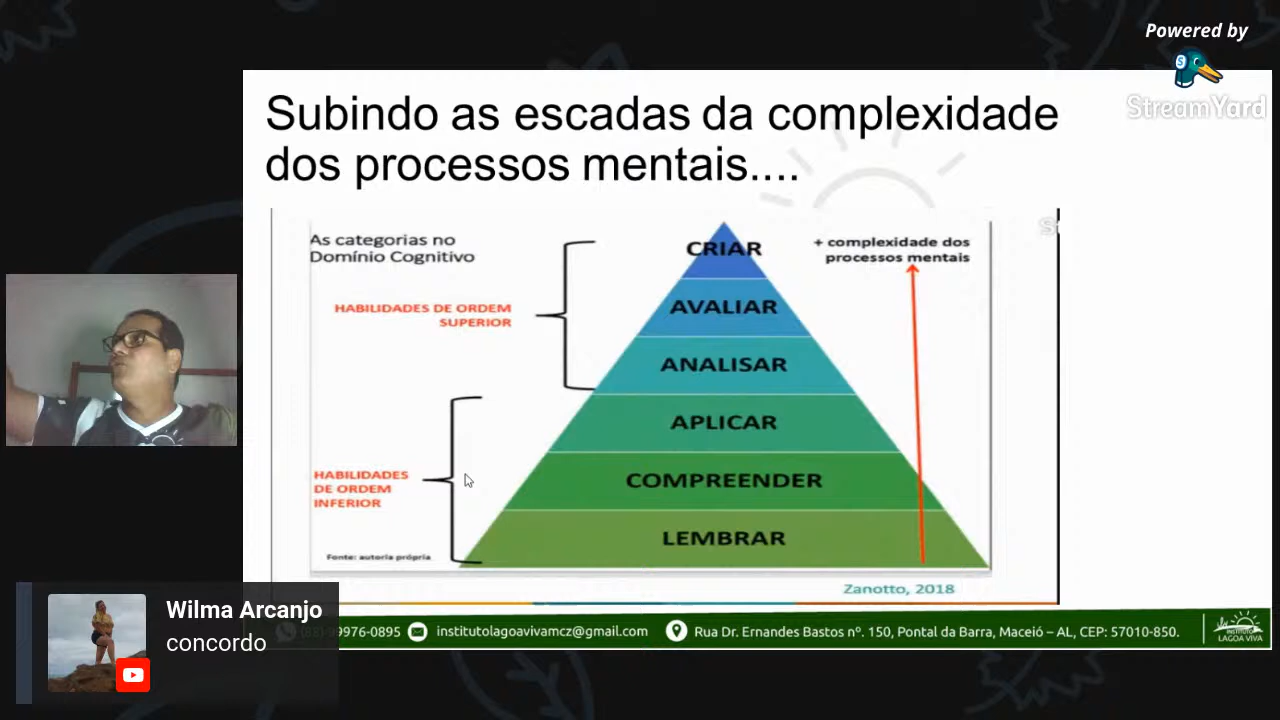 Powered by
StreamYard
Subindo as escadas da complexidade
dos processos mentais....
As categorias no
Domínio Cognitivo
HABILIDADES DE ORDEM
SUPERIOR
HABILIDADES
DE ORDEM
INFERIOR
Fonte: autoria própria
CRIAR
AVALIAR
ANALISAR
APLICAR
COMPREENDER
LEMBRAR
+ complexidade dos
processos mentais
Zanotto, 2018
99976-0895 institutolagoavivamcz@gmail.com Rua Dr. Ernandes Bastos nº. 150, Pontal da Barra, Maceió – AL, CEP: 57010-850.
INSTITUTO
LAGOA VIVA
Wilma Arcanjo
concordo